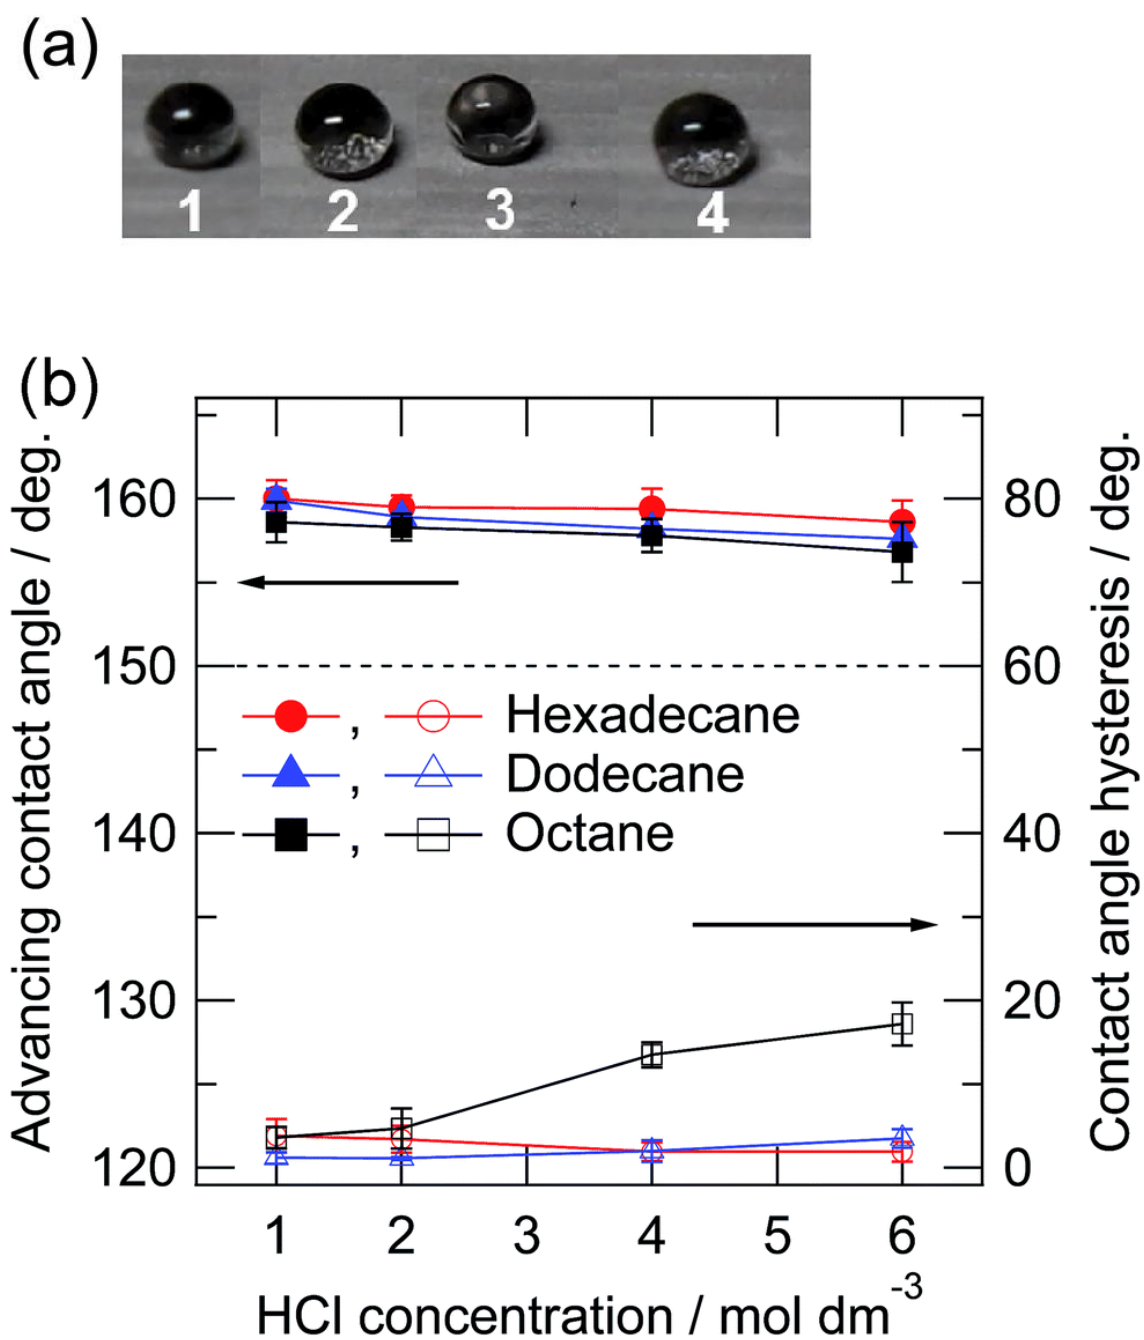 (a)
1 2 3 4
(b)
Advancing contact angle / deg.
160
150
140
130
120
80
60
40
20
0
Contact angle hysteresis / deg.
, Hexadecane
, Dodecane
, Octane
1 2 3 4 5 6
HCl concentration / mol dm⁻³